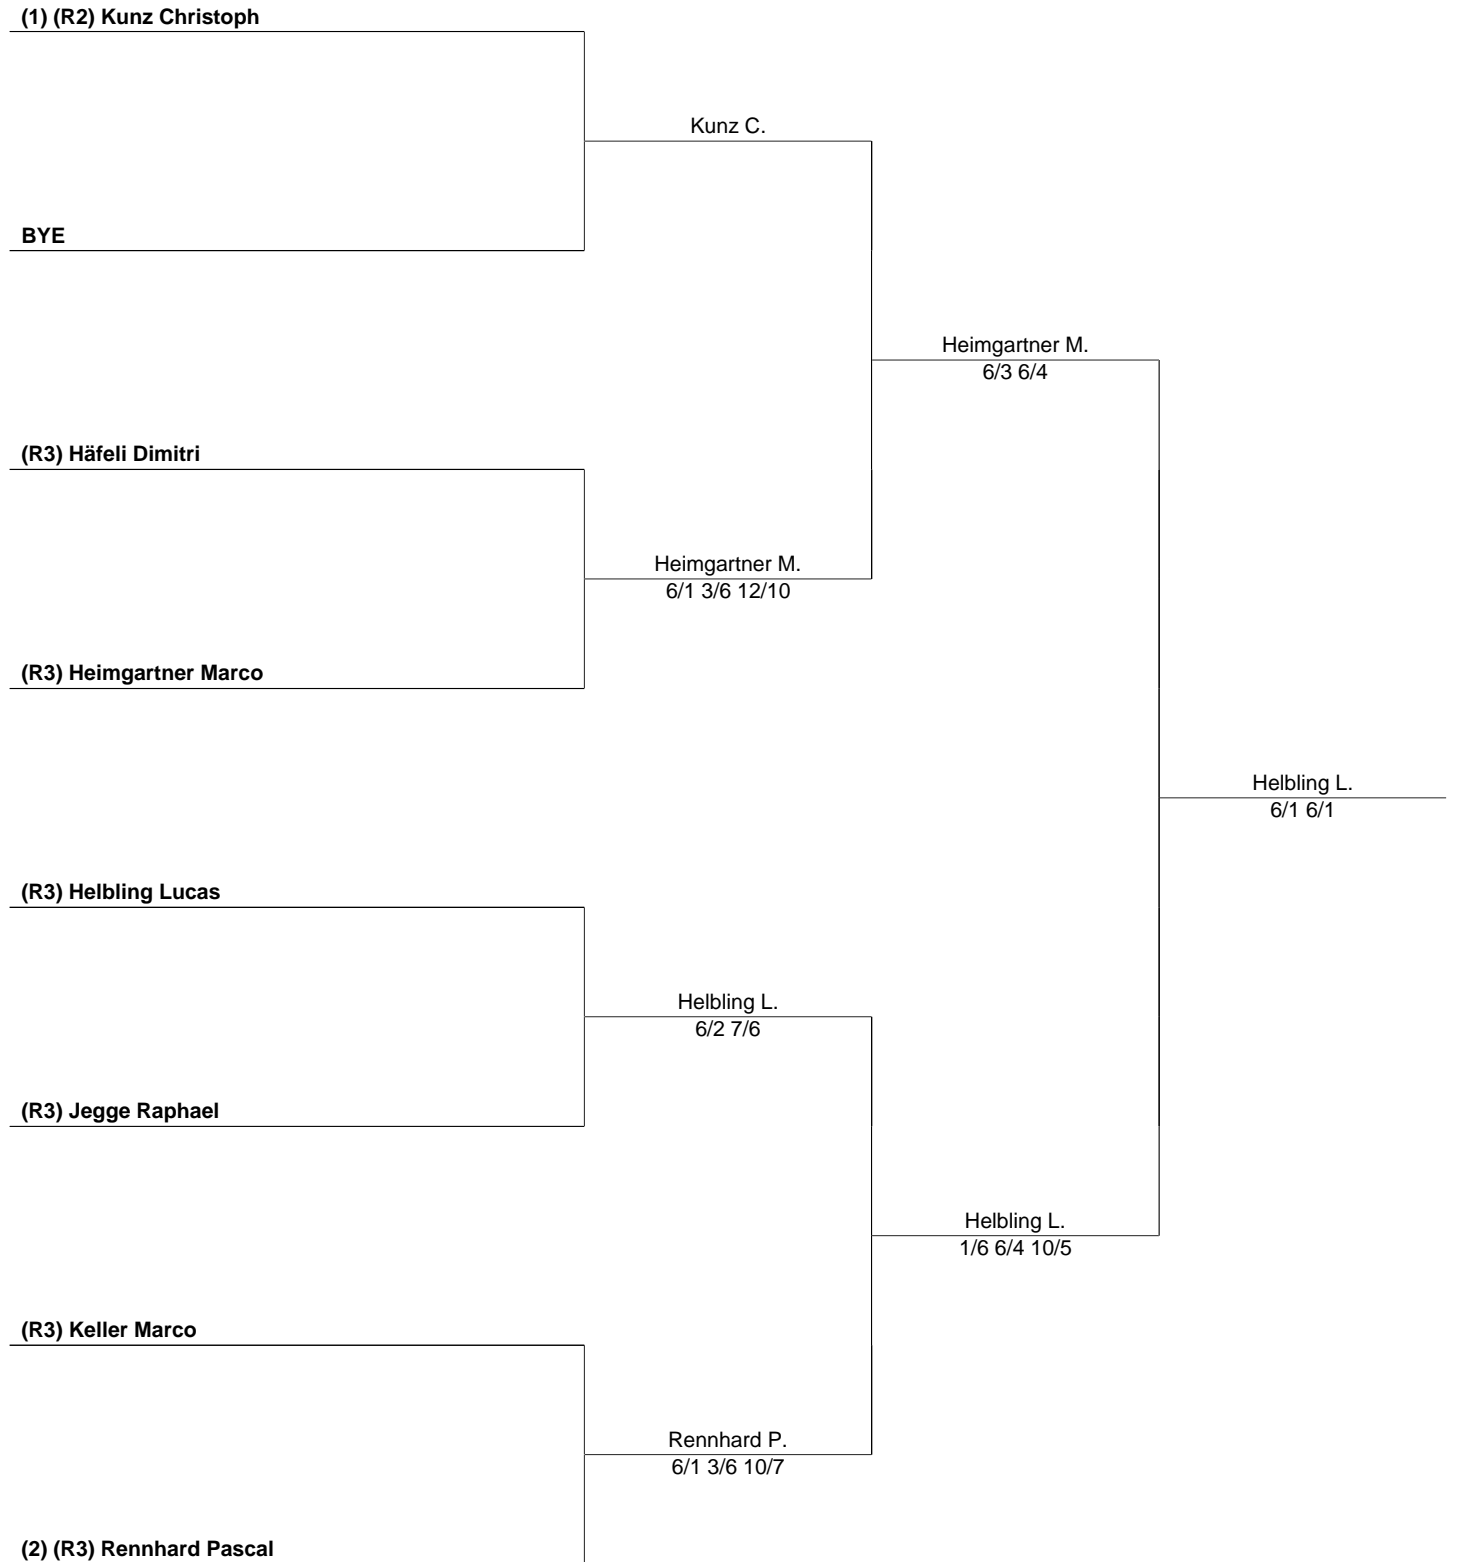 (1) (R2) Kunz Christoph
Kunz C.
BYE
Heimgartner M.
6/3 6/4
(R3) Häfeli Dimitri
Heimgartner M.
6/1 3/6 12/10
(R3) Heimgartner Marco
Helbling L.
6/1 6/1
(R3) Helbling Lucas
Helbling L.
6/2 7/6
(R3) Jegge Raphael
Helbling L.
1/6 6/4 10/5
(R3) Keller Marco
Rennhard P.
6/1 3/6 10/7
(2) (R3) Rennhard Pascal